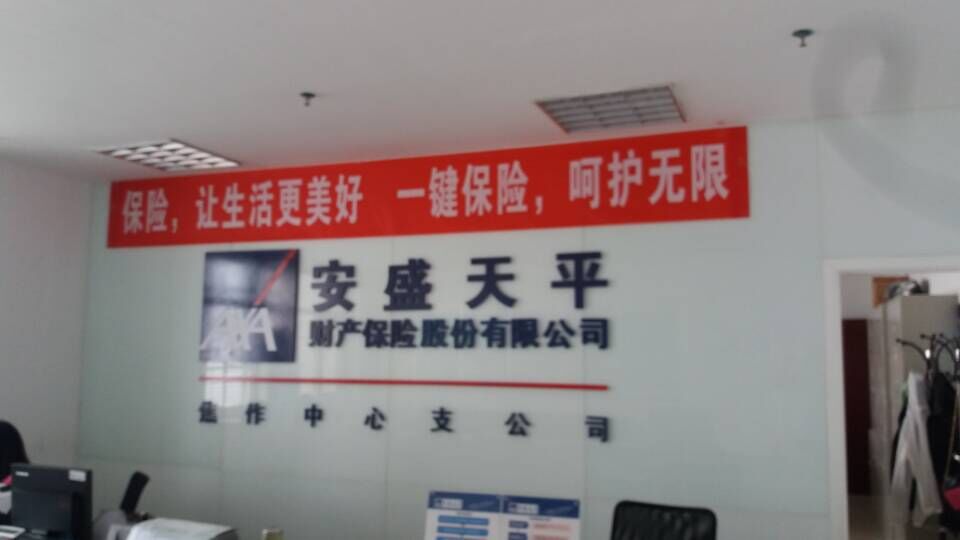 保险，让生活更美好 一键保险，呵护无限
AXA
安盛天平
财产保险股份有限公司
焦作中心支公司